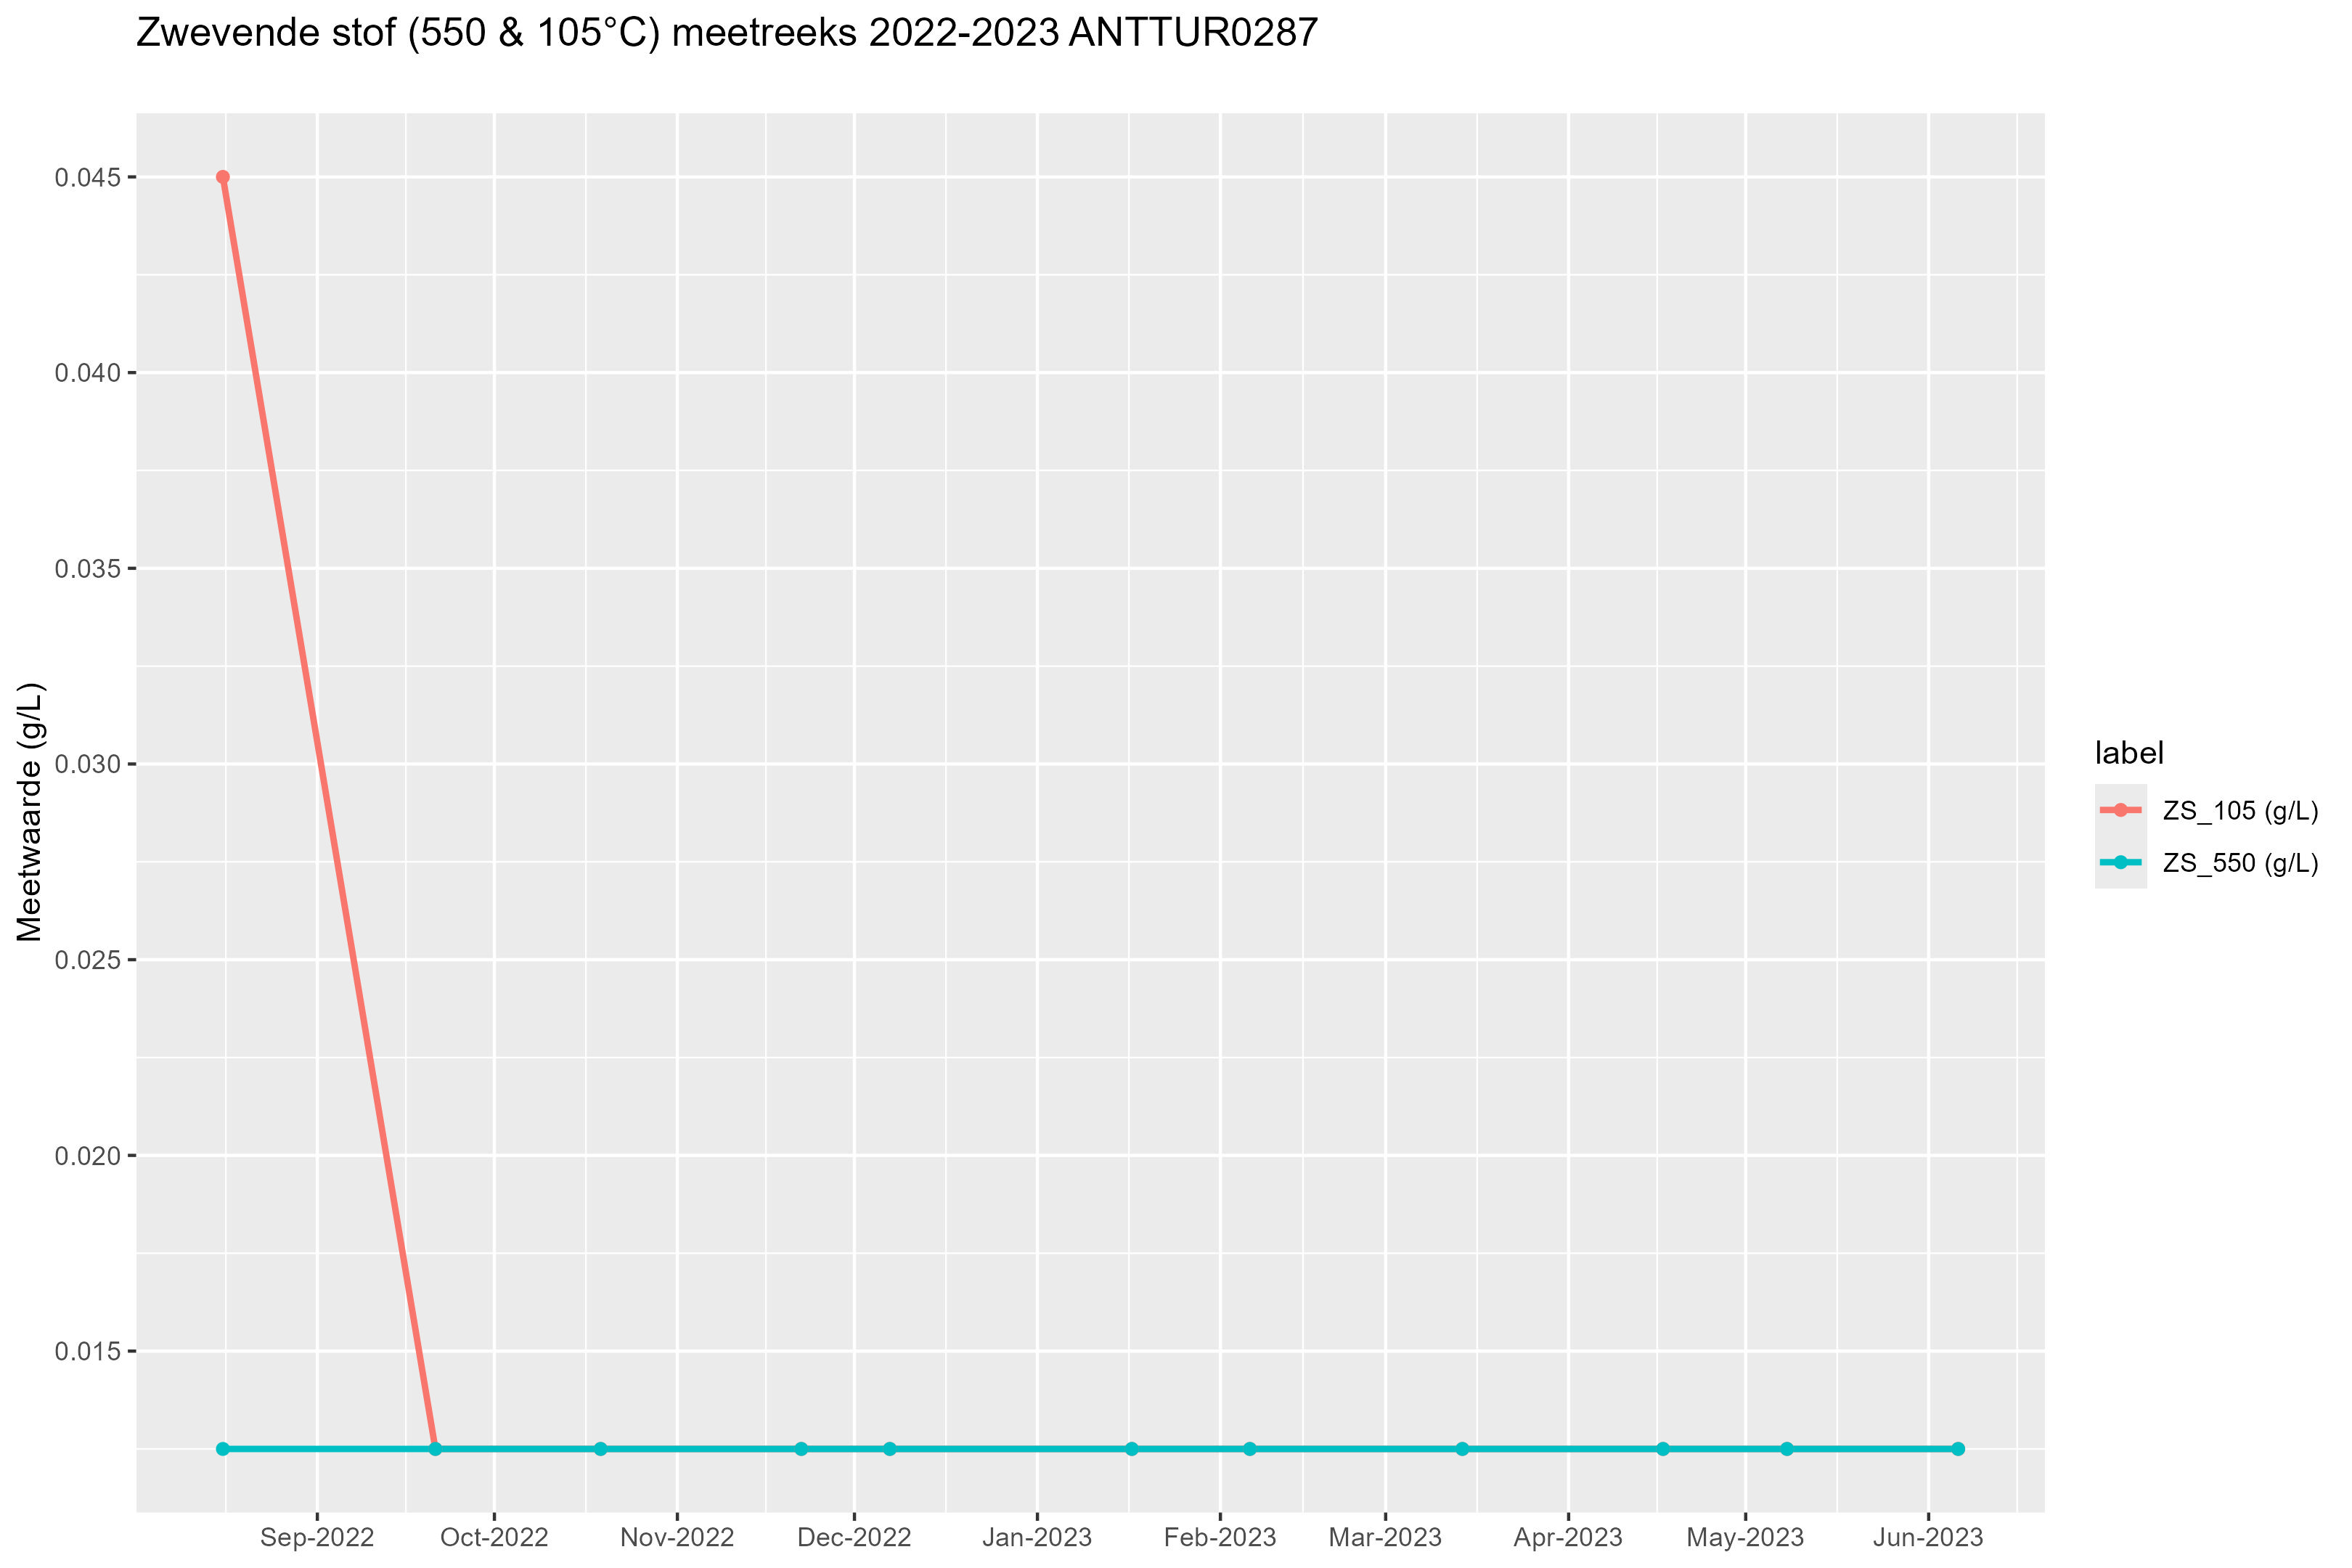 Zwevende stof (550 & 105°C) meetreeks 2022-2023 ANTTUR0287
Meetwaarde (g/L)
0.045
0.040
0.035
0.030
0.025
0.020
0.015
Sep-2022 Oct-2022 Nov-2022 Dec-2022 Jan-2023 Feb-2023 Mar-2023 Apr-2023 May-2023 Jun-2023
label
ZS_105 (g/L)
ZS_550 (g/L)